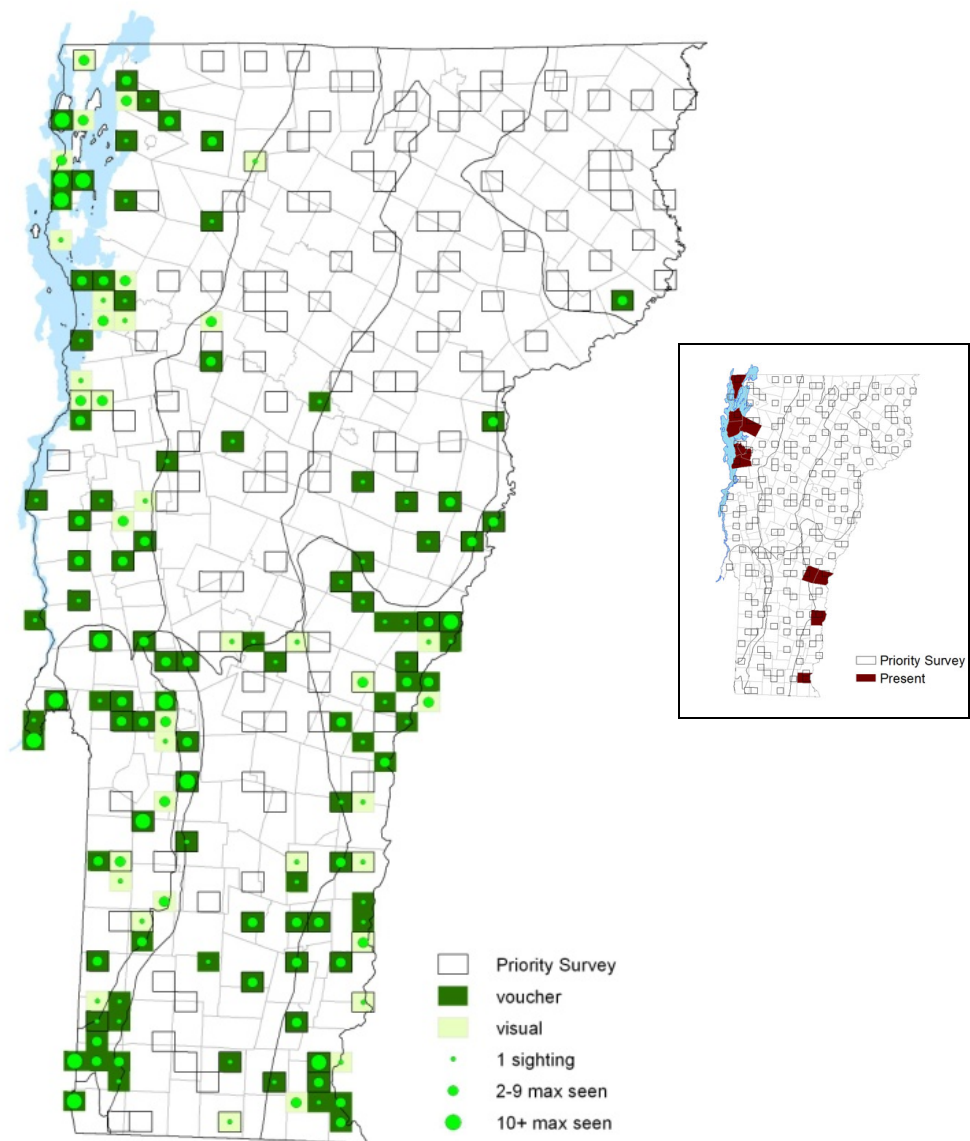 Priority Survey
Present
Priority Survey
voucher
visual
1 sighting
2-9 max seen
10+ max seen